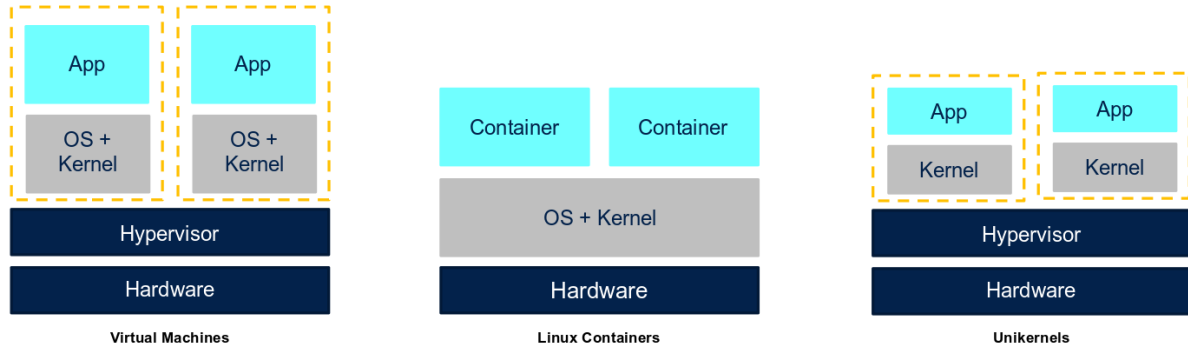 App
App
OS +
Kernel
OS +
Kernel
Hypervisor
Hardware
Virtual Machines
Container
Container
OS + Kernel
Hardware
Linux Containers
App
App
Kernel
Kernel
Hypervisor
Hardware
Unikernels